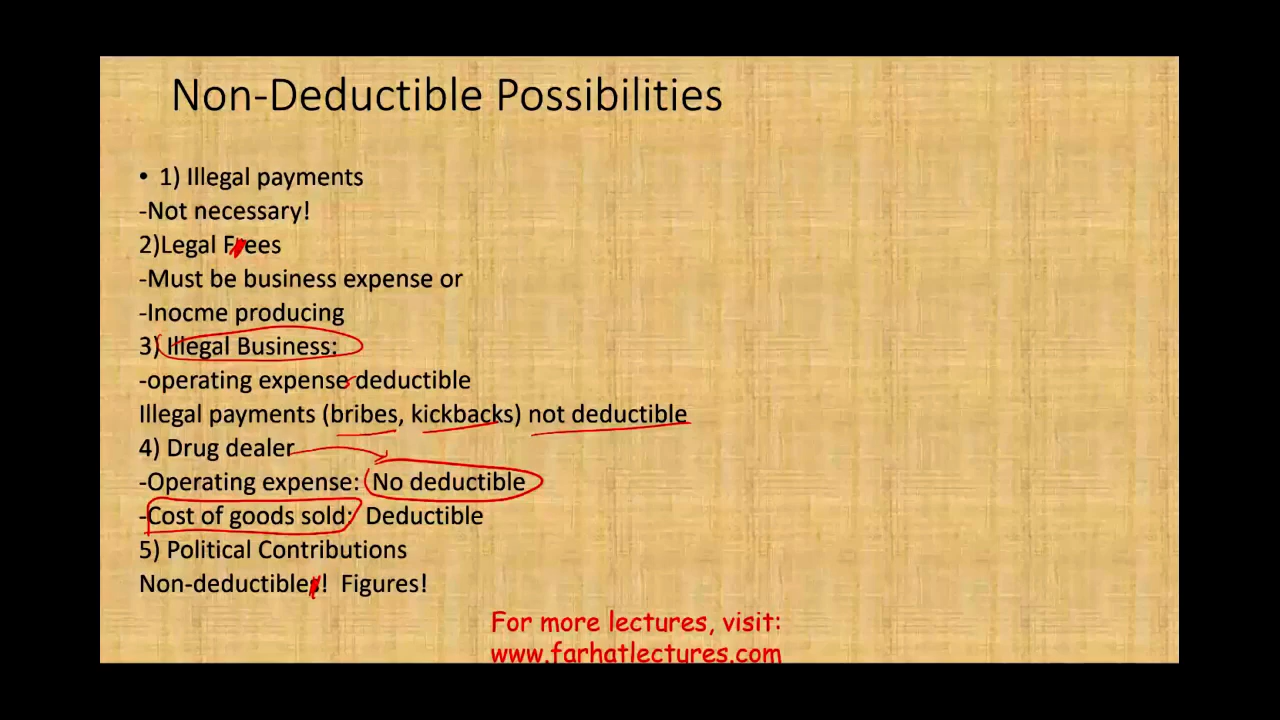 Non-Deductible Possibilities
• 1) Illegal payments
-Not necessary!
2)Legal Frees
-Must be business expense or
-Inocme producing
3) Illegal Business:
-operating expense deductible
Illegal payments (bribes, kickbacks) not deductible
4) Drug dealer
-Operating expense: No deductible
-Cost of goods sold: Deductible
5) Political Contributions
Non-deductible! Figures!
For more lectures, visit:
www.farhatlectures.com